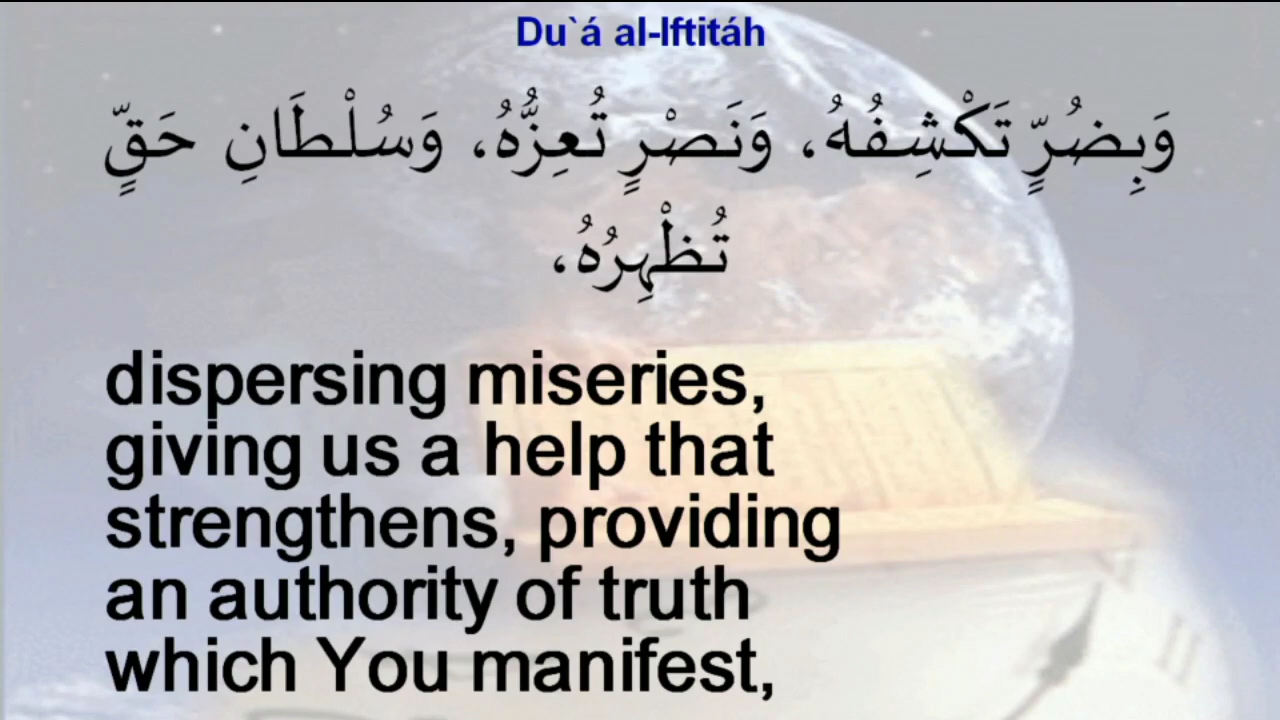 Du`á al-Iftitáh
وَبِضُرٍّ تَكْشِفُهُ، وَنَصْرٍ تُعِزُّهُ، وَسُلْطَانِ حَقٍّ
تُظْهِرُهُ،
dispersing miseries,
giving us a help that
strengthens, providing
an authority of truth
which You manifest,